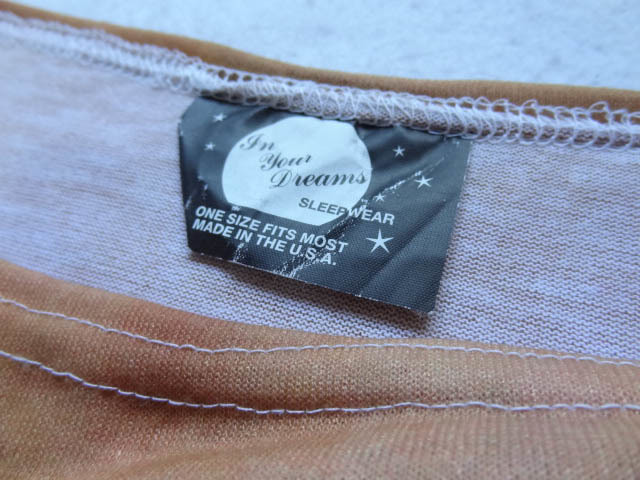 In
Your
Dreams
SLEEPWEAR
ONE SIZE FITS MOST
MADE IN THE U.S.A.